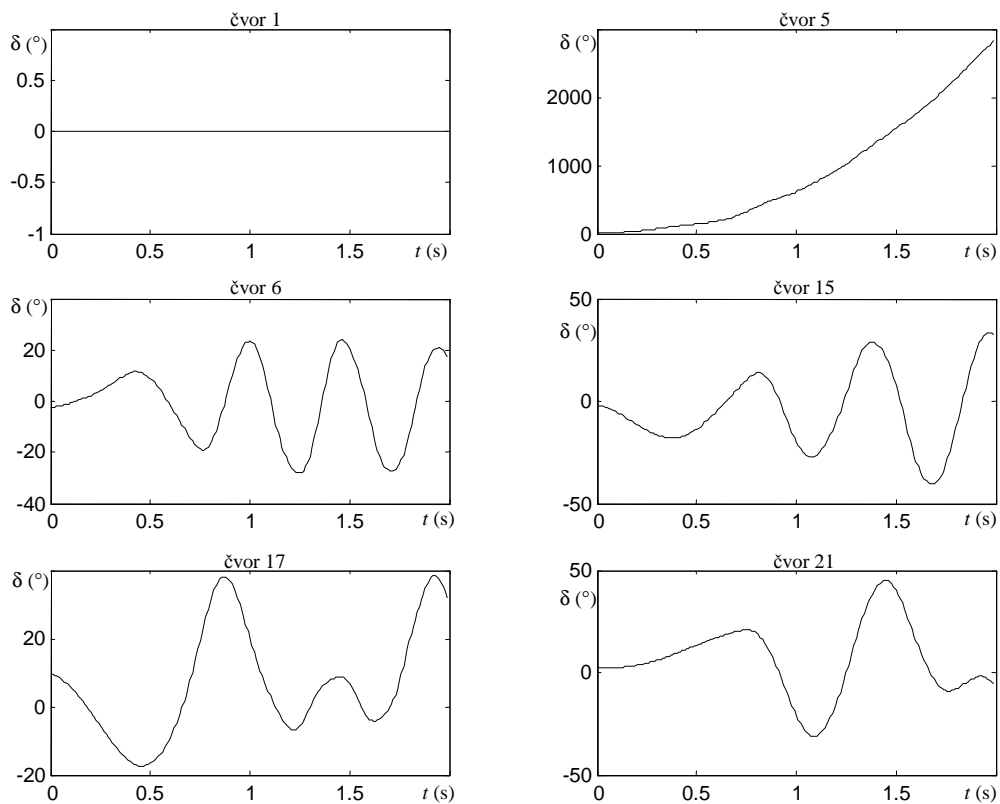 čvor 1
δ (°)
0.5
0
-0.5
-1
0 0.5 1 1.5 t (s)
čvor 5
δ (°)
2000
1000
0
0 0.5 1 1.5 t (s)
čvor 6
δ (°)
20
0
-20
-40
0 0.5 1 1.5 t (s)
čvor 15
50
δ (°)
0
-50
0 0.5 1 1.5 t (s)
čvor 17
δ (°)
20
0
-20
0 0.5 1 1.5 t (s)
čvor 21
50
δ (°)
0
-50
0 0.5 1 1.5 t (s)